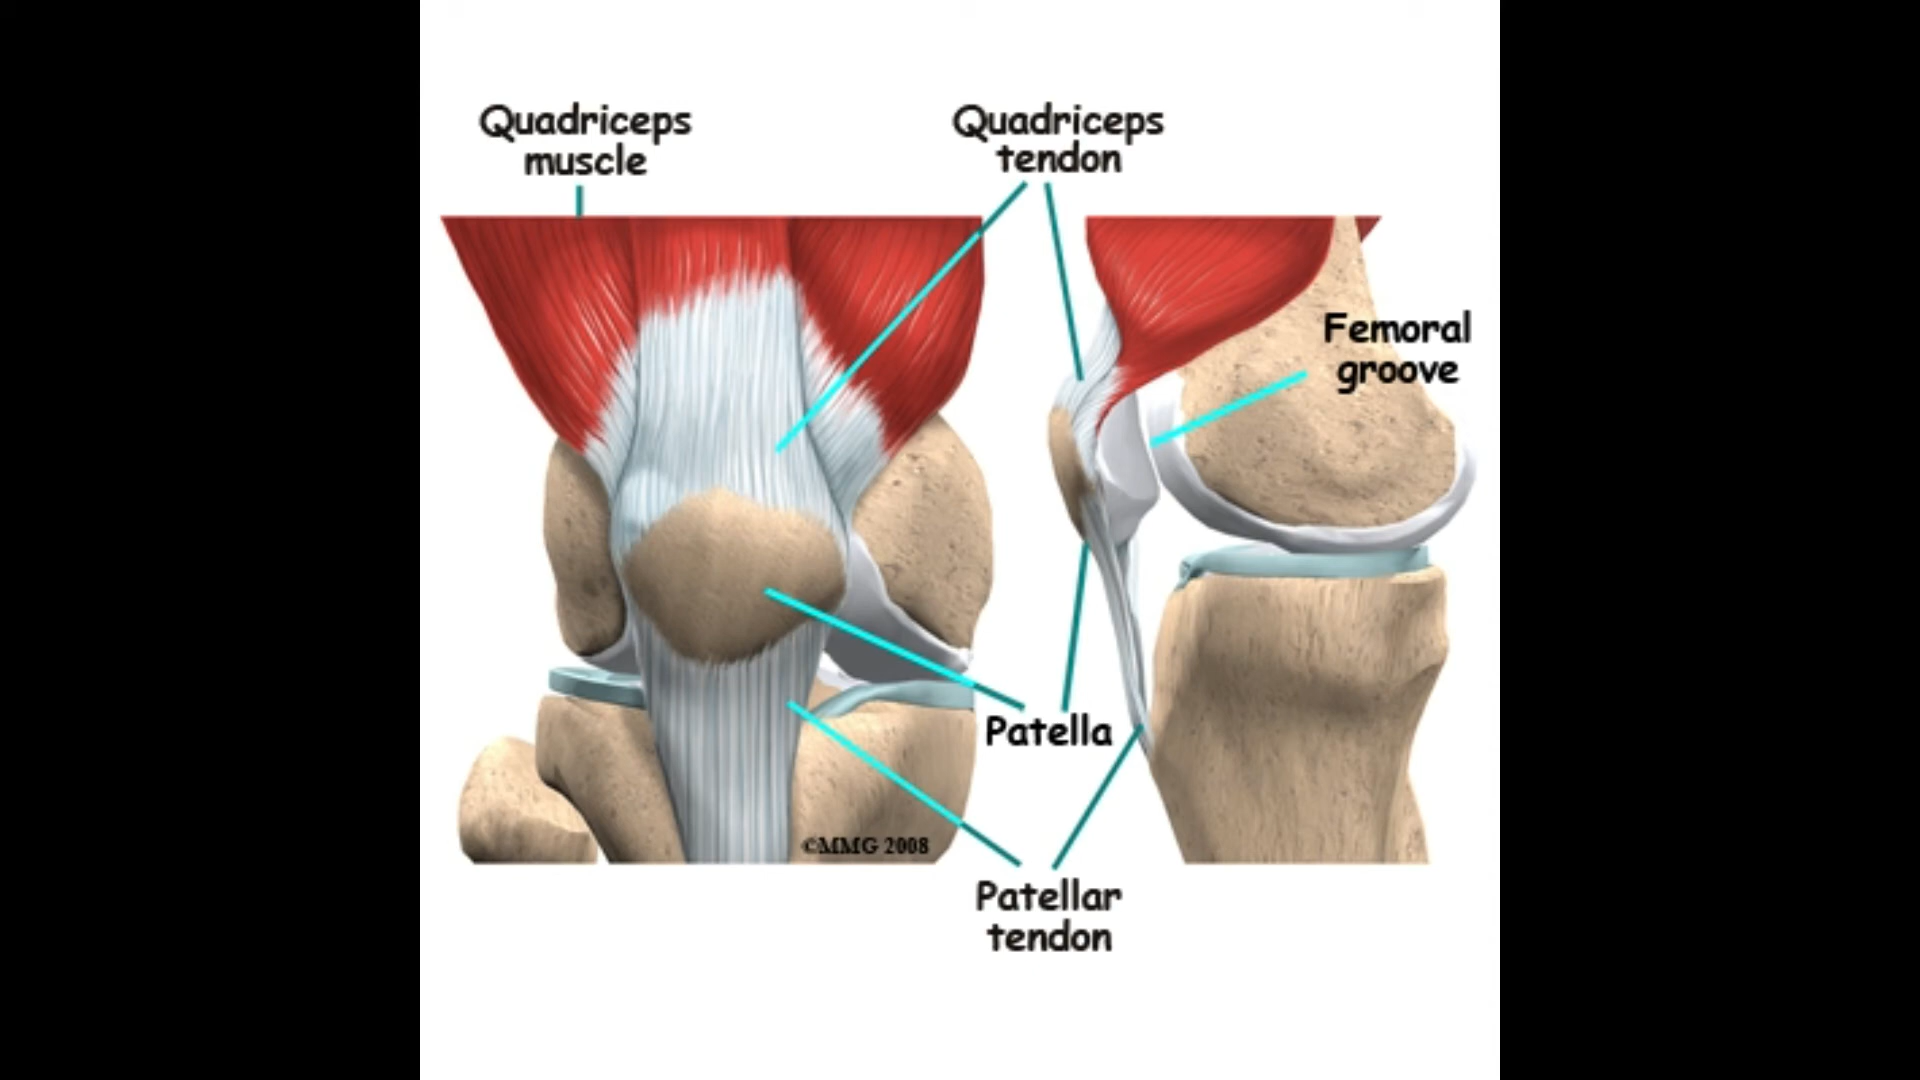 Quadriceps
muscle
Quadriceps
tendon
Femoral
groove
Patella
©MMG 2008
Patellar
tendon